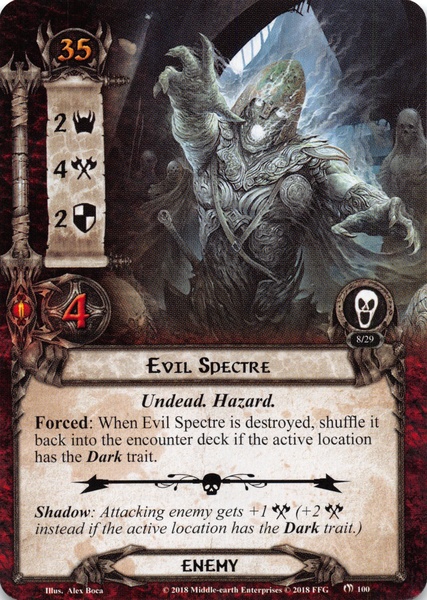 35
2
4
2
4
8/29
Evil Spectre
Undead. Hazard.
Forced: When Evil Spectre is destroyed, shuffle it
back into the encounter deck if the active location
has the Dark trait.
Shadow: Attacking enemy gets +1 (+2
instead if the active location has the Dark trait.)
ENEMY
Illus. Alex Boca © 2018 Middle-earth Enterprises © 2018 FFG 100